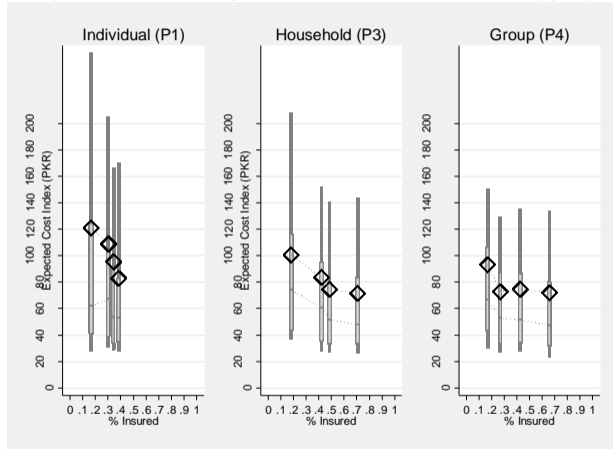 Individual (P1)
Expected Cost Index (PKR)
0 20 40 60 80 100 120 140 160 180 200
0 .1 .2 .3 .4 .5 .6 .7 .8 .9 1
% Insured
Household (P3)
Expected Cost Index (PKR)
0 20 40 60 80 100 120 140 160 180 200
0 .1 .2 .3 .4 .5 .6 .7 .8 .9 1
% Insured
Group (P4)
Expected Cost Index (PKR)
0 20 40 60 80 100 120 140 160 180 200
0 .1 .2 .3 .4 .5 .6 .7 .8 .9 1
% Insured